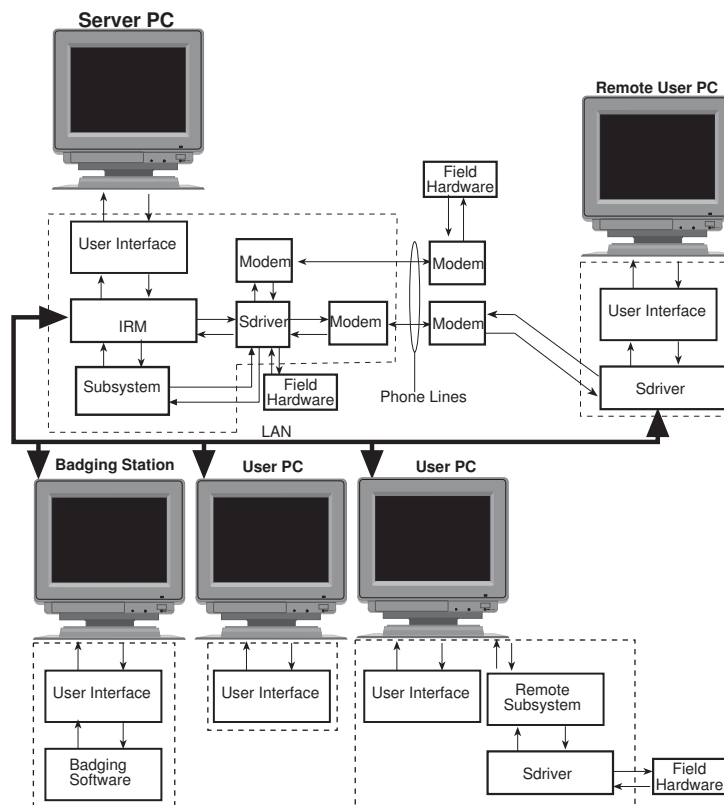 Server PC
Remote User PC
Field
Hardware
User Interface
Modem
Modem
User Interface
IRM
Sdriver
Modem
Modem
Subsystem
Field
Hardware
Phone Lines
Sdriver
LAN
Badging Station
User PC
User PC
User Interface
User Interface
User Interface
Remote
Subsystem
Badging
Software
Sdriver
Field
Hardware